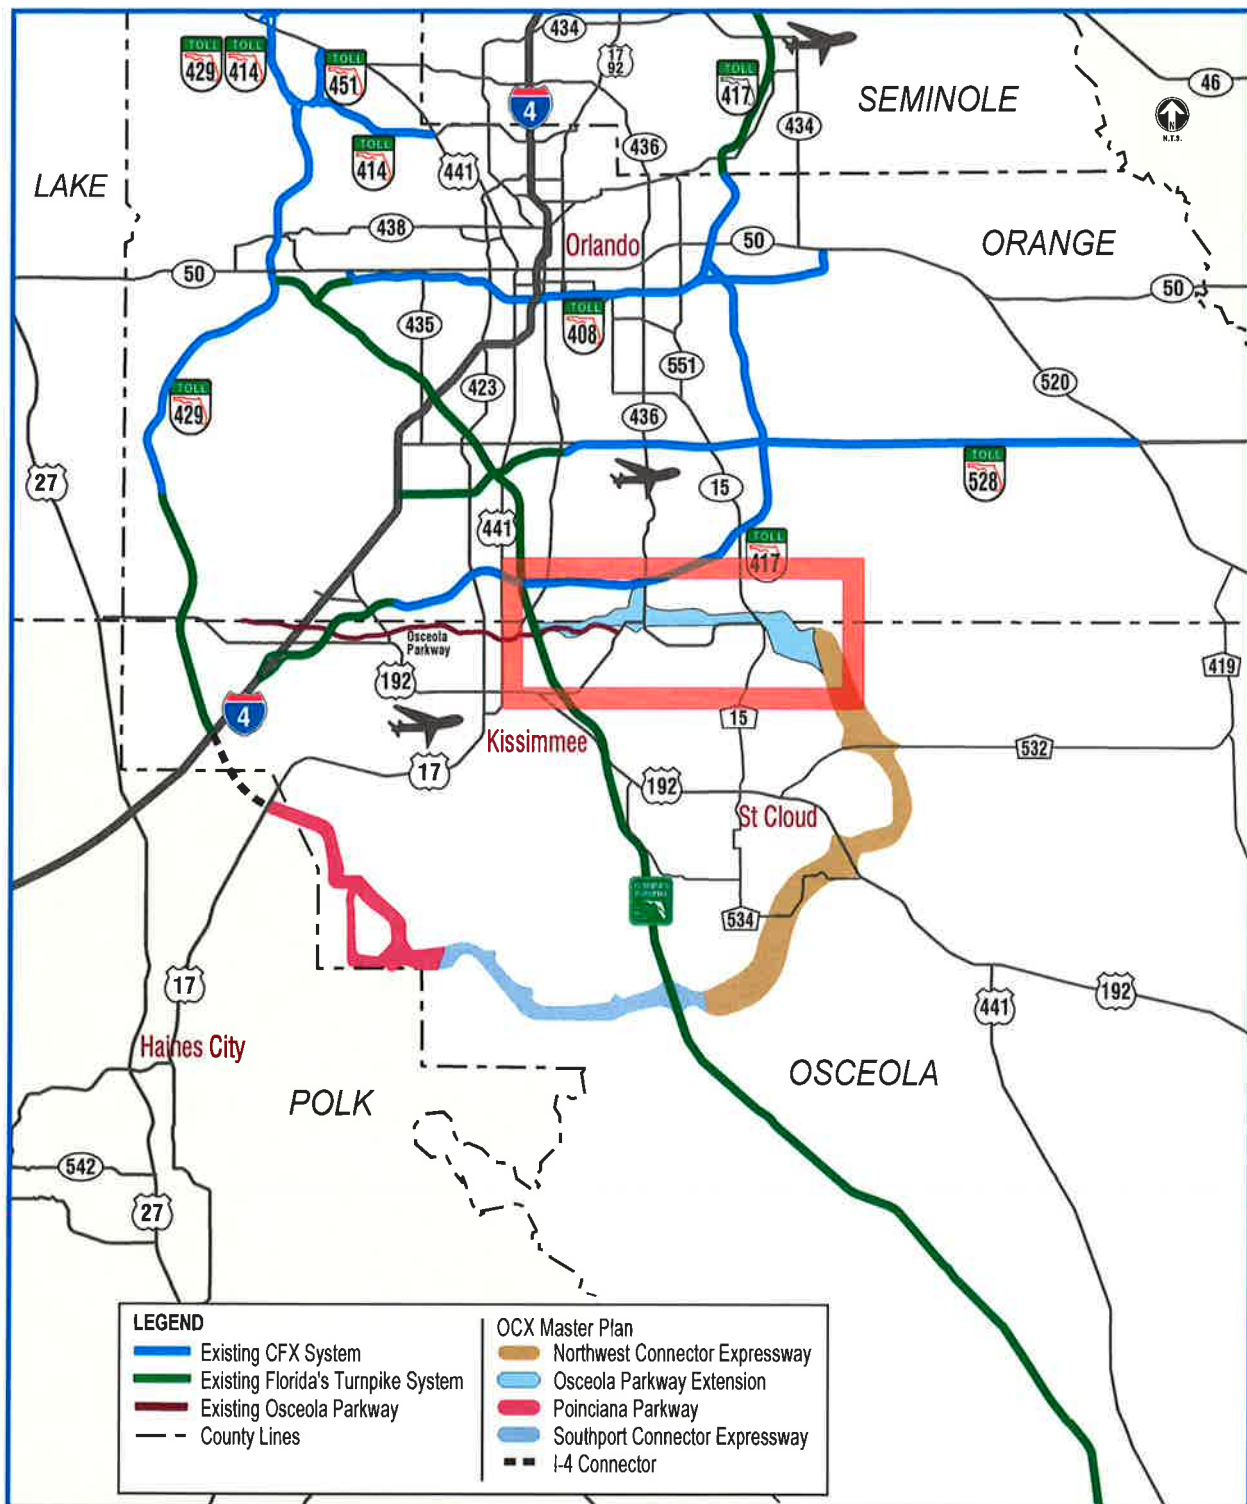 434
17
92
TOLL
429
TOLL
414
TOLL
451
TOLL
417
46
SEMINOLE
4
434
N
N.T.S.
436
TOLL
414
441
LAKE
438
Orlando
50
ORANGE
50
50
435
TOLL
408
551
520
423
TOLL
429
436
27
TOLL
528
15
441
TOLL
417
Osceola
Parkway
419
192
4
15
Kissimmee
532
17
192
St Cloud
534
17
192
441
Haines City
OSCEOLA
POLK
542
27
LEGEND
Existing CFX System
Existing Florida's Turnpike System
Existing Osceola Parkway
County Lines
OCX Master Plan
Northwest Connector Expressway
Osceola Parkway Extension
Poinciana Parkway
Southport Connector Expressway
I-4 Connector